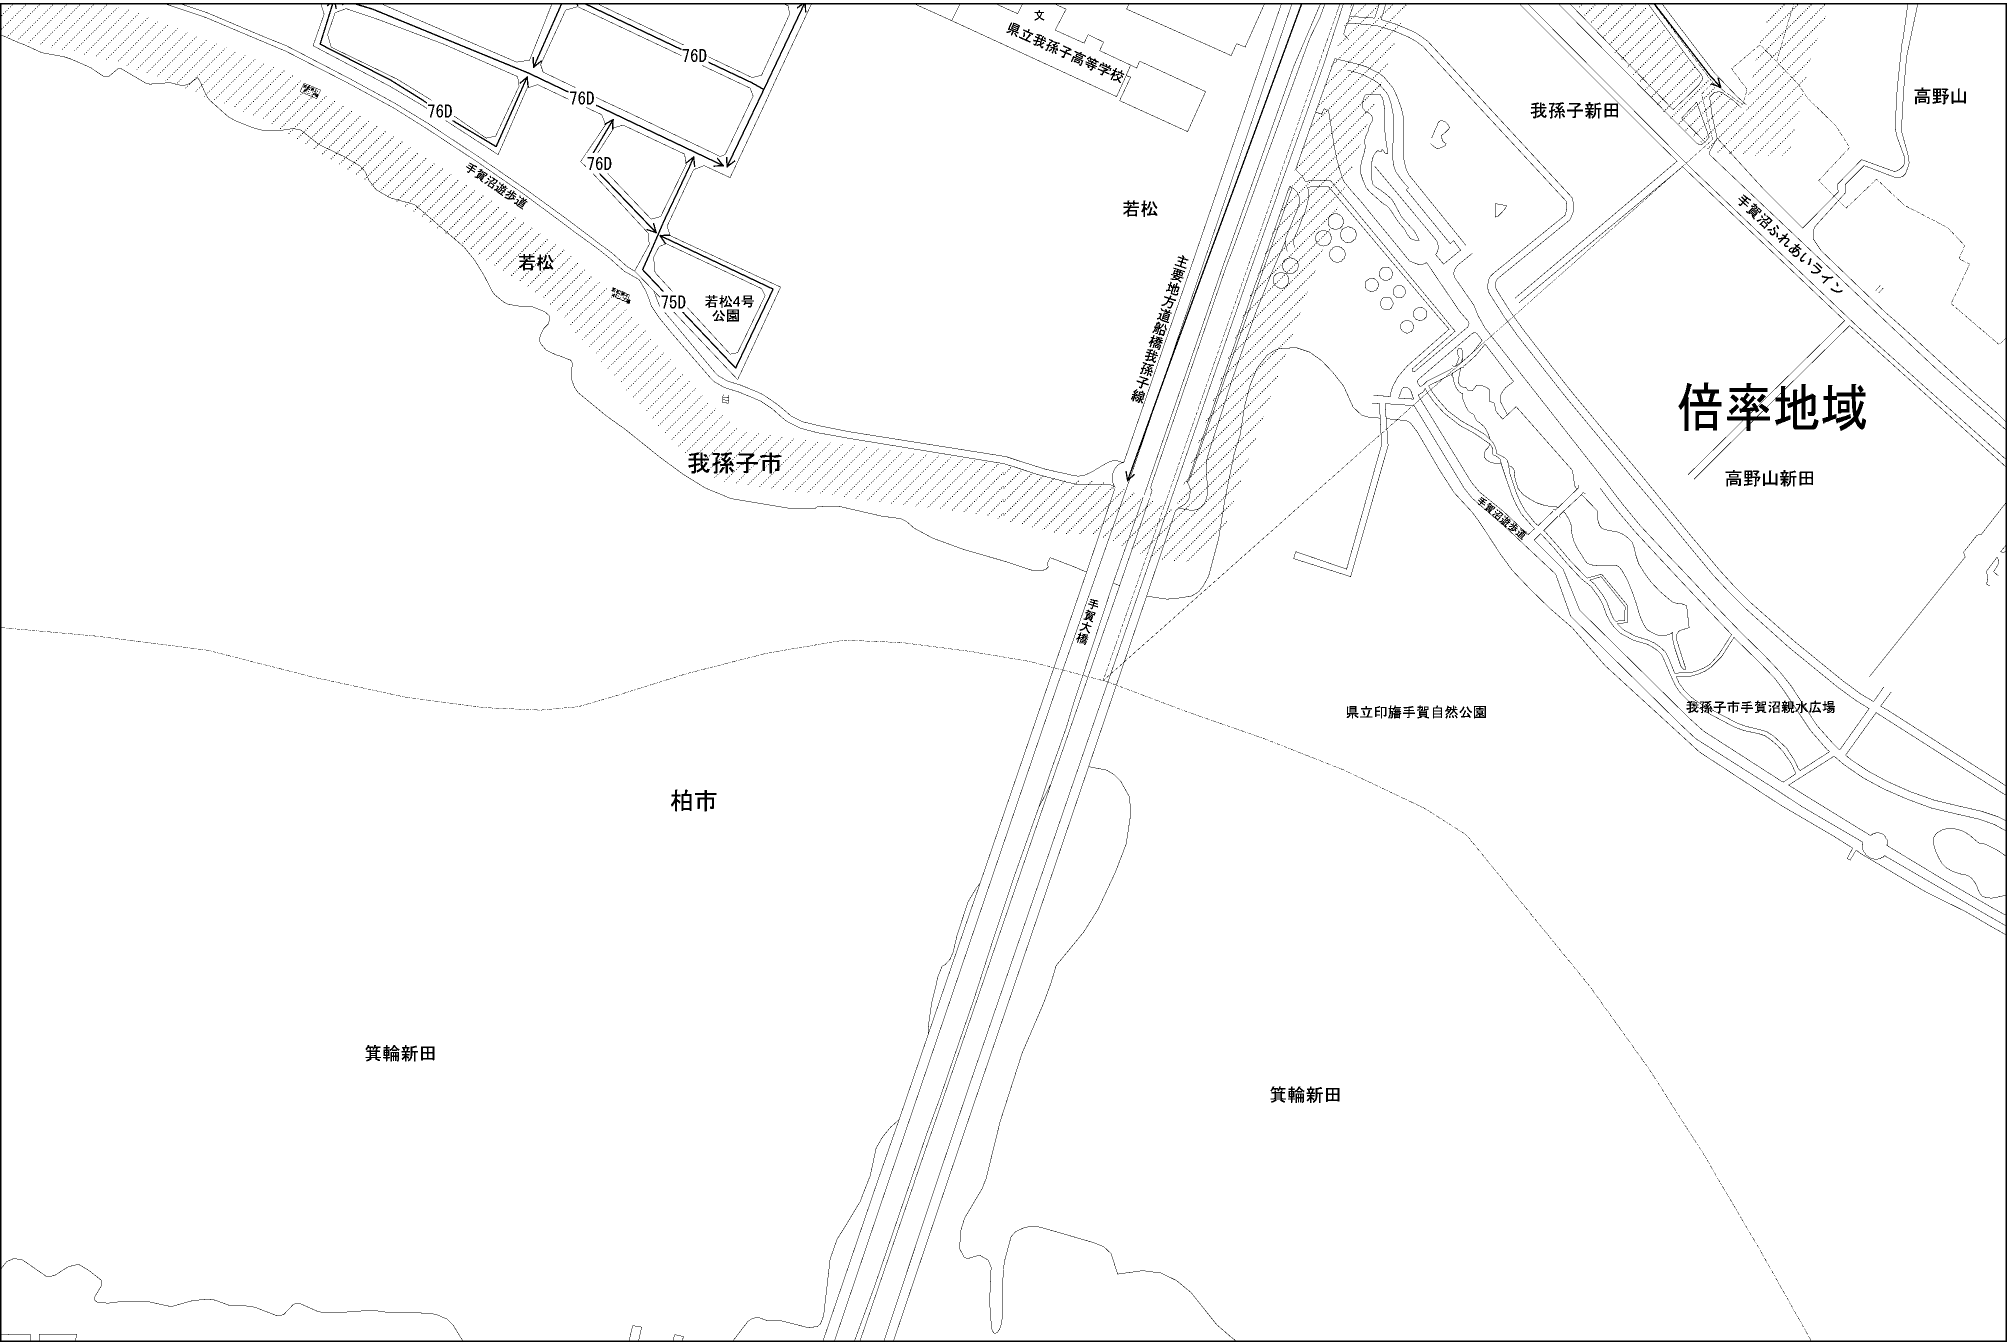 文
県立我孫子高等学校
76D
76D
76D
76D
我孫子新田
高野山
手賀沼遊歩道
若松
若松
手賀沼ふれあいライン
主要地方道船橋我孫子線
75D
若松4号
公園
倍率地域
我孫子市
高野山新田
手賀沼遊歩道
手賀大橋
県立印旛手賀自然公園
我孫子市手賀沼親水広場
柏市
箕輪新田
箕輪新田